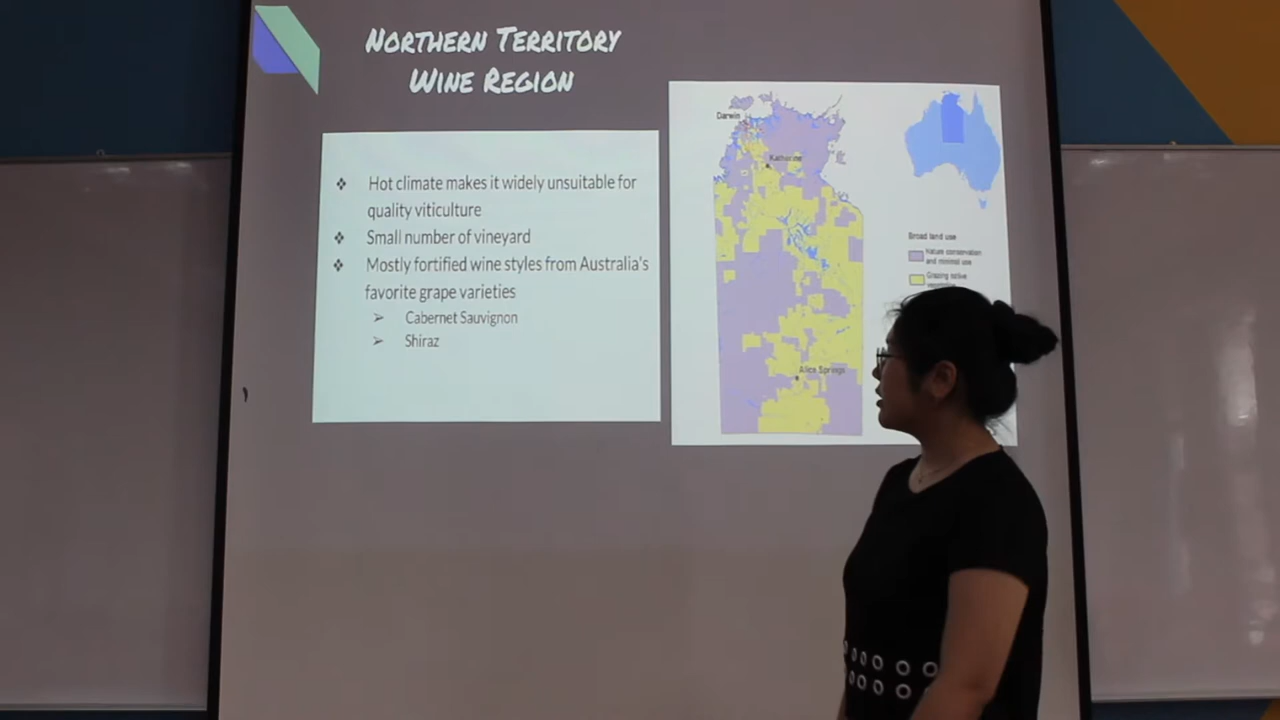 NORTHERN TERRITORY
WINE REGION
❖ Hot climate makes it widely unsuitable for
quality viticulture
❖ Small number of vineyard
❖ Mostly fortified wine styles from Australia's
favorite grape varieties
➢ Cabernet Sauvignon
➢ Shiraz
Darwin
Katherine
Alice Springs
Broad land use
Nature conservation
and minimal use
Grazing native